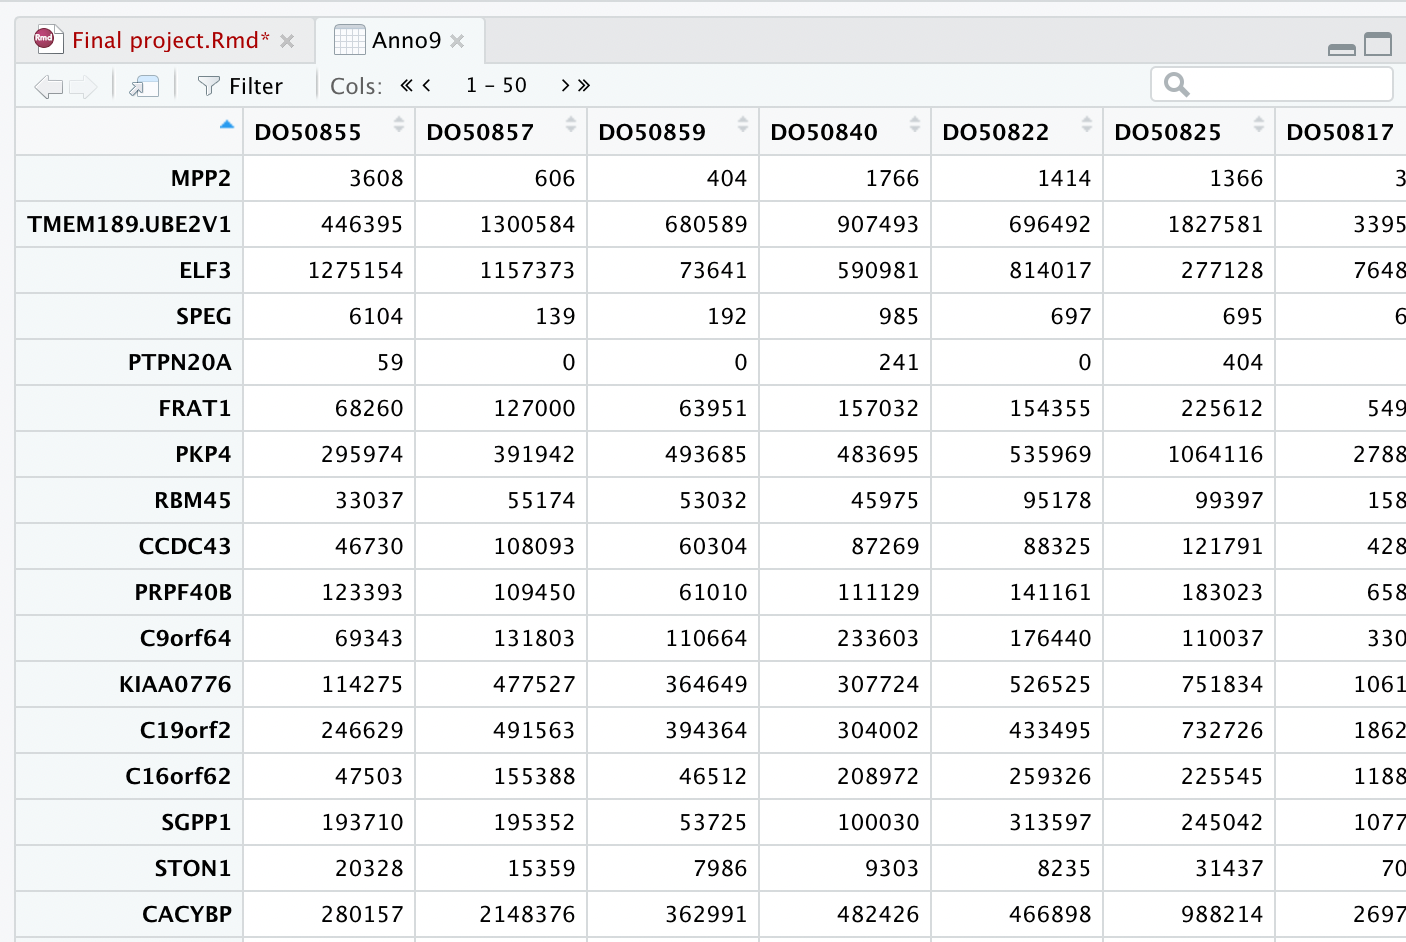 Rmd Final project.Rmd* Anno9
Filter Cols: « < 1 - 50 > »
DO50855 DO50857 DO50859 DO50840 DO50822 DO50825 DO50817
MPP2 3608 606 404 1766 1414 1366 3
TMEM189.UBE2V1 446395 1300584 680589 907493 696492 1827581 3395
ELF3 1275154 1157373 73641 590981 814017 277128 7648
SPEG 6104 139 192 985 697 695 6
PTPN20A 59 0 0 241 0 404
FRAT1 68260 127000 63951 157032 154355 225612 549
PKP4 295974 391942 493685 483695 535969 1064116 2788
RBM45 33037 55174 53032 45975 95178 99397 158
CCDC43 46730 108093 60304 87269 88325 121791 428
PRPF40B 123393 109450 61010 111129 141161 183023 658
C9orf64 69343 131803 110664 233603 176440 110037 330
KIAA0776 114275 477527 364649 307724 526525 751834 1061
C19orf2 246629 491563 394364 304002 433495 732726 1862
C16orf62 47503 155388 46512 208972 259326 225545 1188
SGPP1 193710 195352 53725 100030 313597 245042 1077
STON1 20328 15359 7986 9303 8235 31437 70
CACYBP 280157 2148376 362991 482426 466898 988214 2697